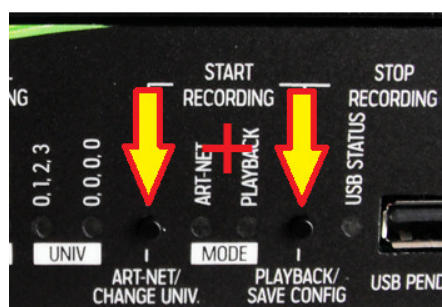 START
RECORDING
STOP
RECORDING
NG
0, 1, 2, 3
0, 0, 0, 0
ART-NET
PLAYBACK
USB STATUS
UNIV
MODE
ART-NET/
CHANGE UNIV.
PLAYBACK/
SAVE CONFIG
USB PEND